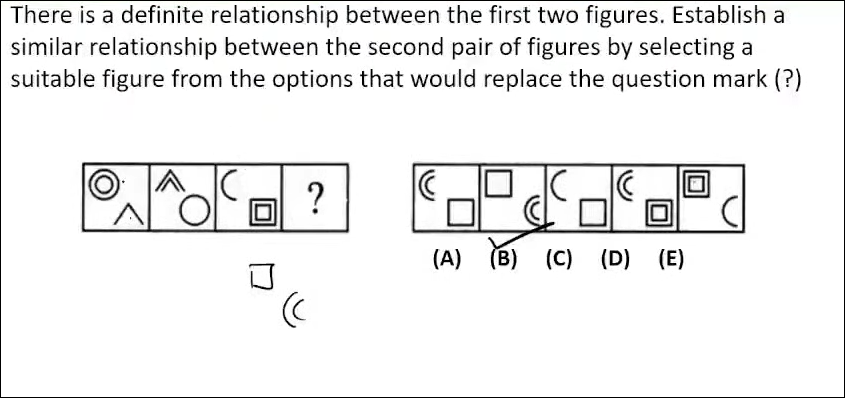 There is a definite relationship between the first two figures. Establish a
similar relationship between the second pair of figures by selecting a
suitable figure from the options that would replace the question mark (?)
?
(A) (B) (C) (D) (E)